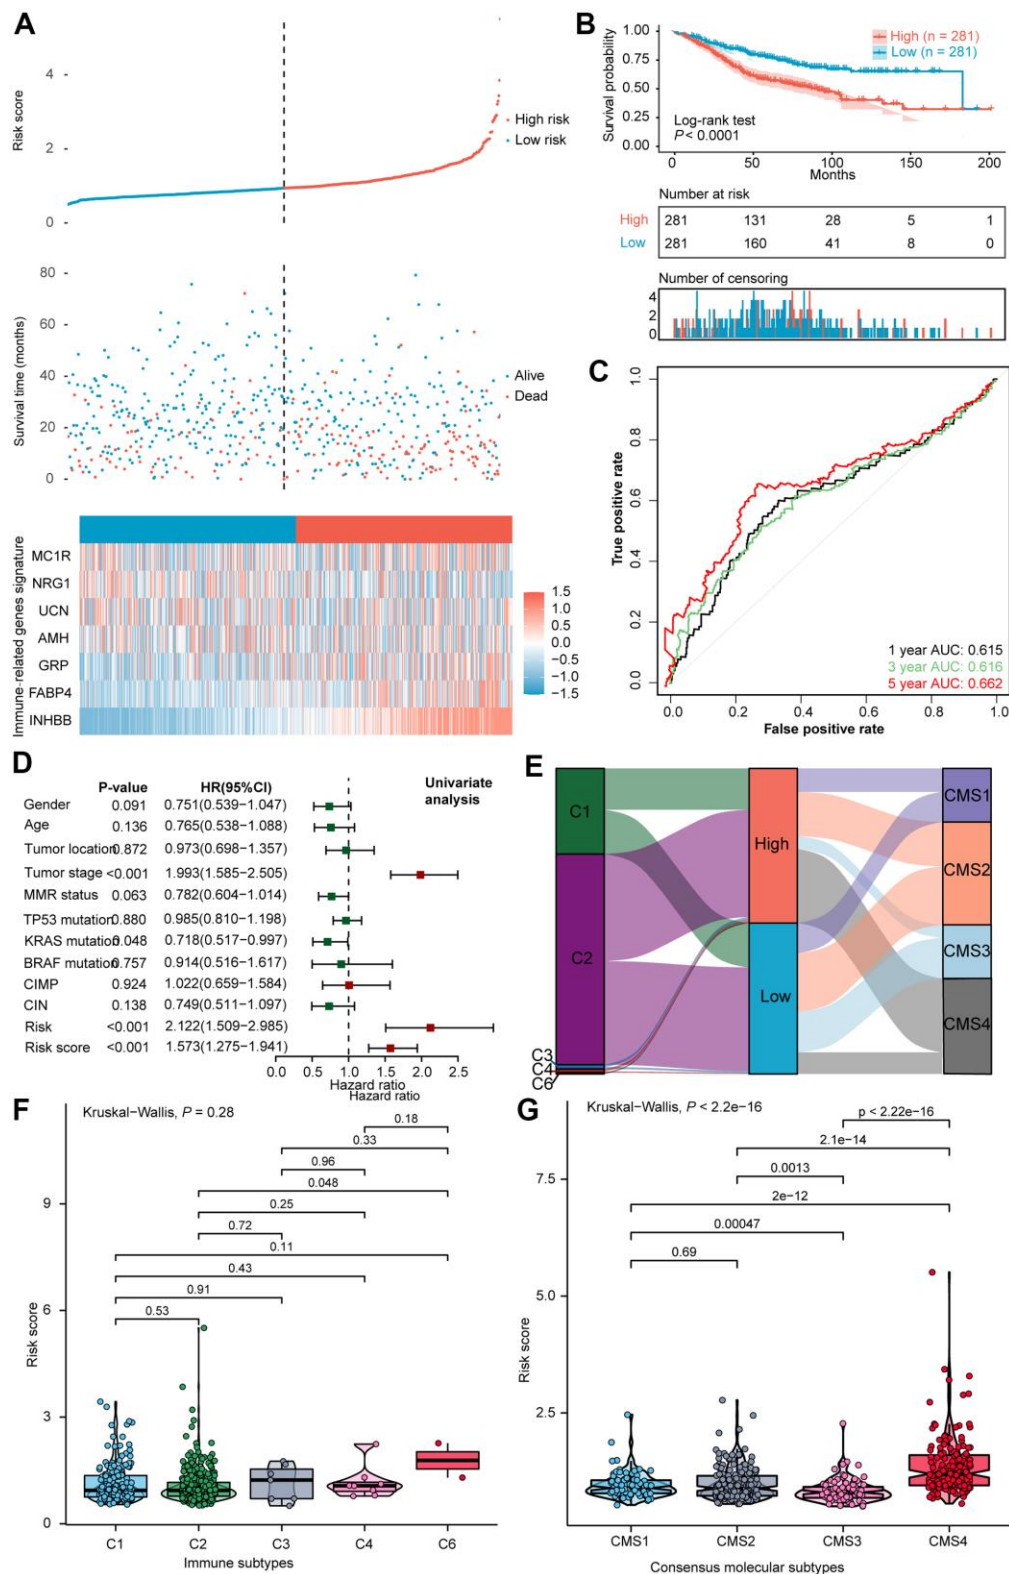 A
Risk score
4
2
0
High risk
Low risk
Survival time (months)
80
60
40
20
0
Alive
Dead
Immune-related genes signature
MC1R
NRG1
UCN
AMH
GRP
FABP4
INHBB
1.5
1.0
0.5
0.0
−0.5
−1.0
−1.5
B
Survival probability
1.00
0.75
0.50
0.25
0.00
High (n = 281)
Low (n = 281)
Log-rank test
P < 0.0001
0 50 100 150 200
Months
Number at risk
High 281 131 28 5 1
Low 281 160 41 8 0
Number of censoring
4
2
0
C
True positive rate
1.0
0.8
0.6
0.4
0.2
0.0
1 year AUC: 0.615
3 year AUC: 0.616
5 year AUC: 0.662
0.0 0.2 0.4 0.6 0.8 1.0
False positive rate
D
P-value HR(95%CI) Univariate analysis
Gender 0.091 0.751(0.539−1.047)
Age 0.136 0.765(0.538−1.088)
Tumor location 0.872 0.973(0.698−1.357)
Tumor stage <0.001 1.993(1.585−2.505)
MMR status 0.063 0.782(0.604−1.014)
TP53 mutation 0.880 0.985(0.810−1.198)
KRAS mutation 0.048 0.718(0.517−0.997)
BRAF mutation 0.757 0.914(0.516−1.617)
CIMP 0.924 1.022(0.659−1.584)
CIN 0.138 0.749(0.511−1.097)
Risk <0.001 2.122(1.509−2.985)
Risk score <0.001 1.573(1.275−1.941)
0.0 0.5 1.0 1.5 2.0 2.5
Hazard ratio
Hazard ratio
E
C1
C2
C3
C4
C6
High
Low
CMS1
CMS2
CMS3
CMS4
F
Kruskal−Wallis, P = 0.28
0.18
0.33
0.96
0.048
0.25
0.72
0.11
0.43
0.91
0.53
Risk score
9
6
3
0
C1 C2 C3 C4 C6
Immune subtypes
G
Kruskal−Wallis, P < 2.2e−16
p < 2.22e−16
2.1e−14
0.0013
2e−12
0.00047
0.69
Risk score
7.5
5.0
2.5
CMS1 CMS2 CMS3 CMS4
Consensus molecular subtypes